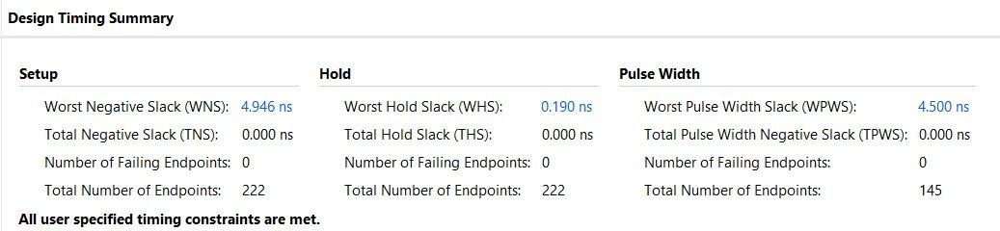 Design Timing Summary
Setup Hold Pulse Width
Worst Negative Slack (WNS): 4.946 ns Worst Hold Slack (WHS): 0.190 ns Worst Pulse Width Slack (WPWS): 4.500 ns
Total Negative Slack (TNS): 0.000 ns Total Hold Slack (THS): 0.000 ns Total Pulse Width Negative Slack (TPWS): 0.000 ns
Number of Failing Endpoints: 0 Number of Failing Endpoints: 0 Number of Failing Endpoints: 0
Total Number of Endpoints: 222 Total Number of Endpoints: 222 Total Number of Endpoints: 145
All user specified timing constraints are met.